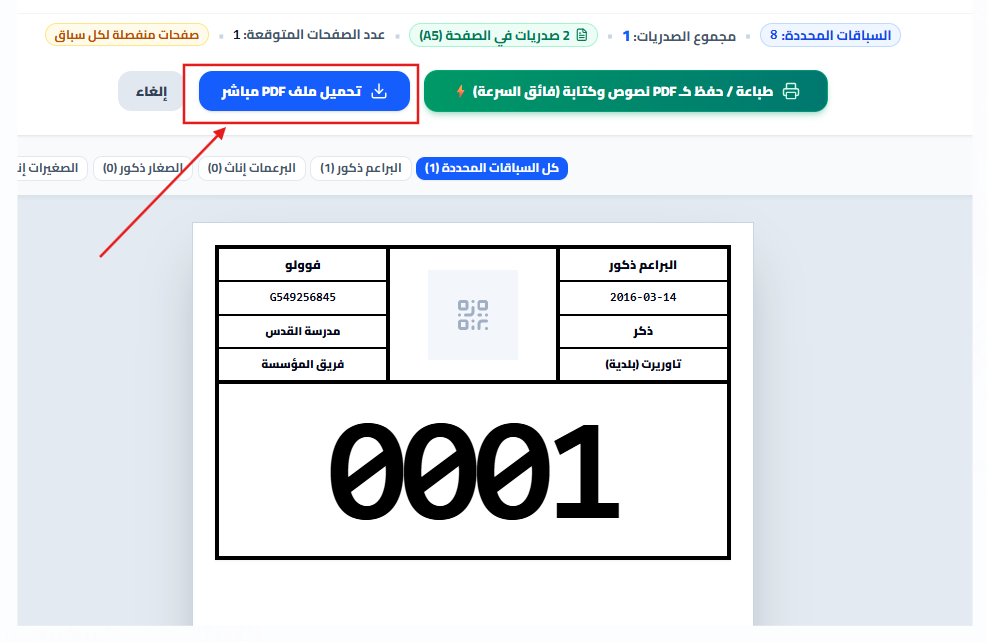 السباقات المحددة: 8 • مجموع الصدريات: 1 • 2 صدريات في الصفحة (A5) • عدد الصفحات المتوقعة: 1 • صفحات منفصلة لكل سباق
طباعة / حفظ كـ PDF نصوص وكتابة (فائق السرعة)
تحميل ملف PDF مباشر
إلغاء
كل السباقات المحددة (1)
البراعم ذكور (1)
البرعمات إناث (0)
الصغار ذكور (0)
الصغيرات إنا
البراعم ذكور
2016-03-14
ذكر
تاوريرت (بلدية)
فوولو
G549256845
مدرسة القدس
فريق المؤسسة
0001